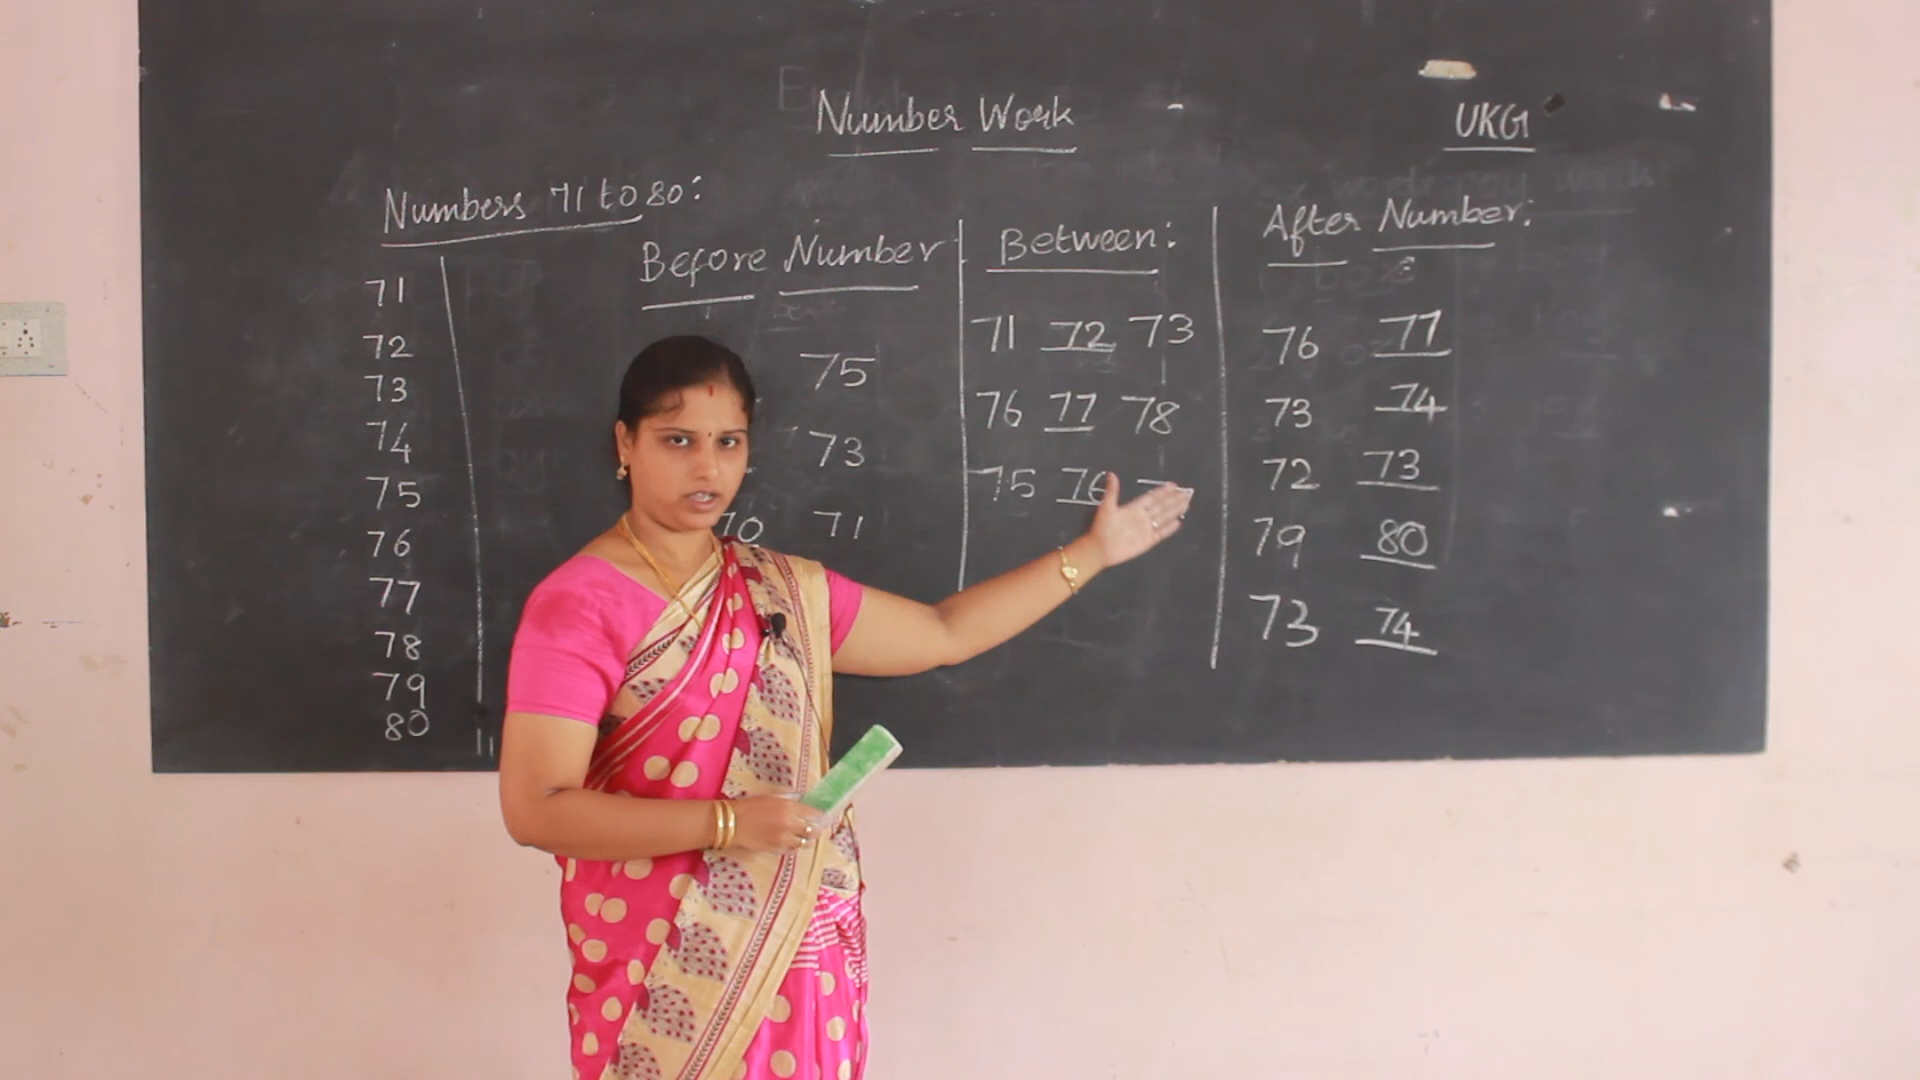 Number Work
UKG
Numbers 71 to 80:
71
72
73
74
75
76
77
78
79
80
Before Number:
75
73
70 71
Between:
71 72 73
76 77 78
75 76
After Number:
76 77
73 74
72 73
79 80
73 74